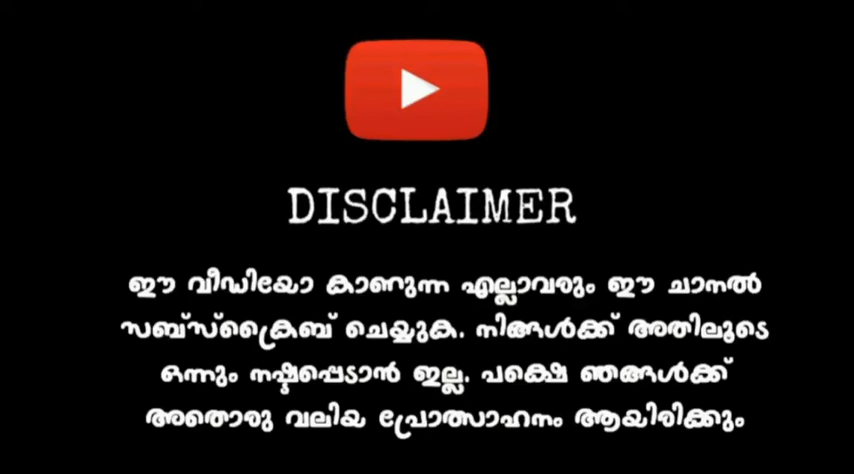 DISCLAIMER
ഈ വീഡിയോ കാണുന്ന എല്ലാവരും ഈ ചാനൽ
സബ്സ്ക്രൈബ് ചെയ്യുക. നിങ്ങൾക്ക് അതിലൂടെ
ഒന്നും നഷ്ടപ്പെടാൻ ഇല്ല. പക്ഷെ ഞങ്ങൾക്ക്
അതൊരു വലിയ പ്രോത്സാഹനം ആയിരിക്കും